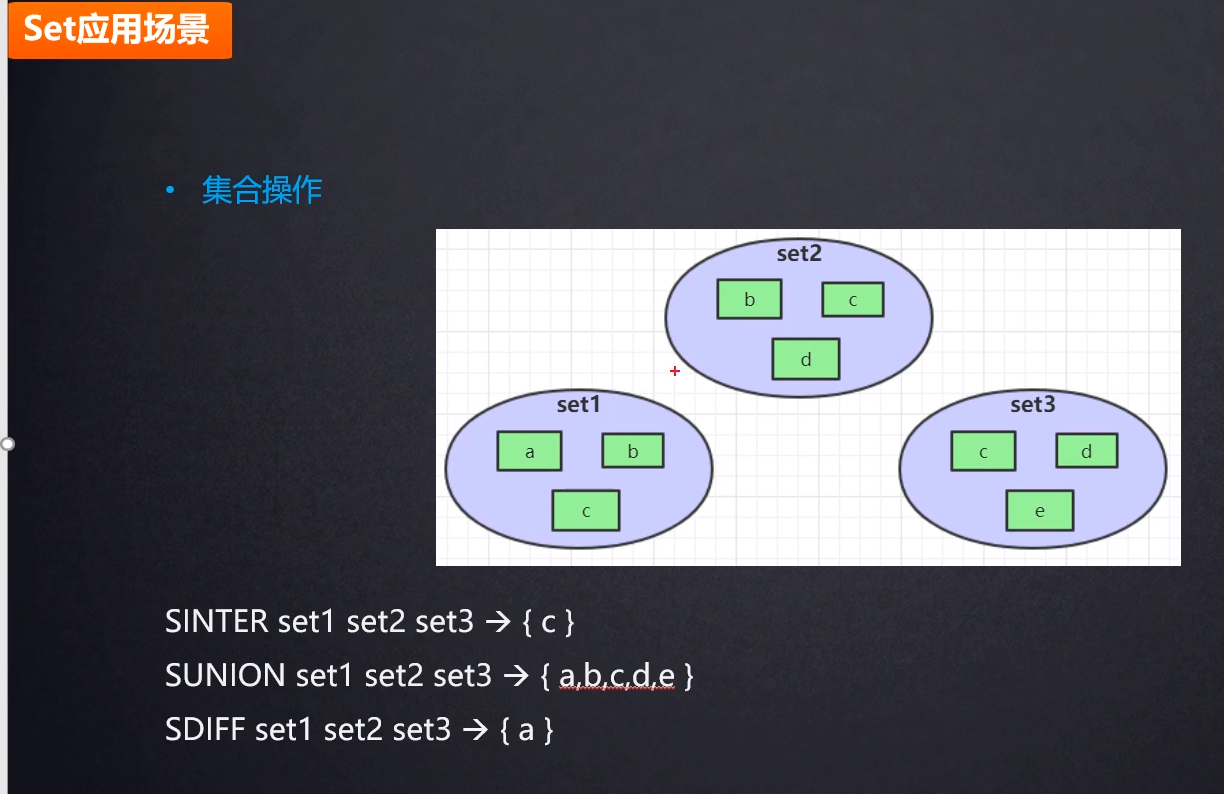 Set应用场景
• 集合操作
set2
b c
d
set1
a b
c
set3
c d
e
SINTER set1 set2 set3 → { c }
SUNION set1 set2 set3 → { a,b,c,d,e }
SDIFF set1 set2 set3 → { a }